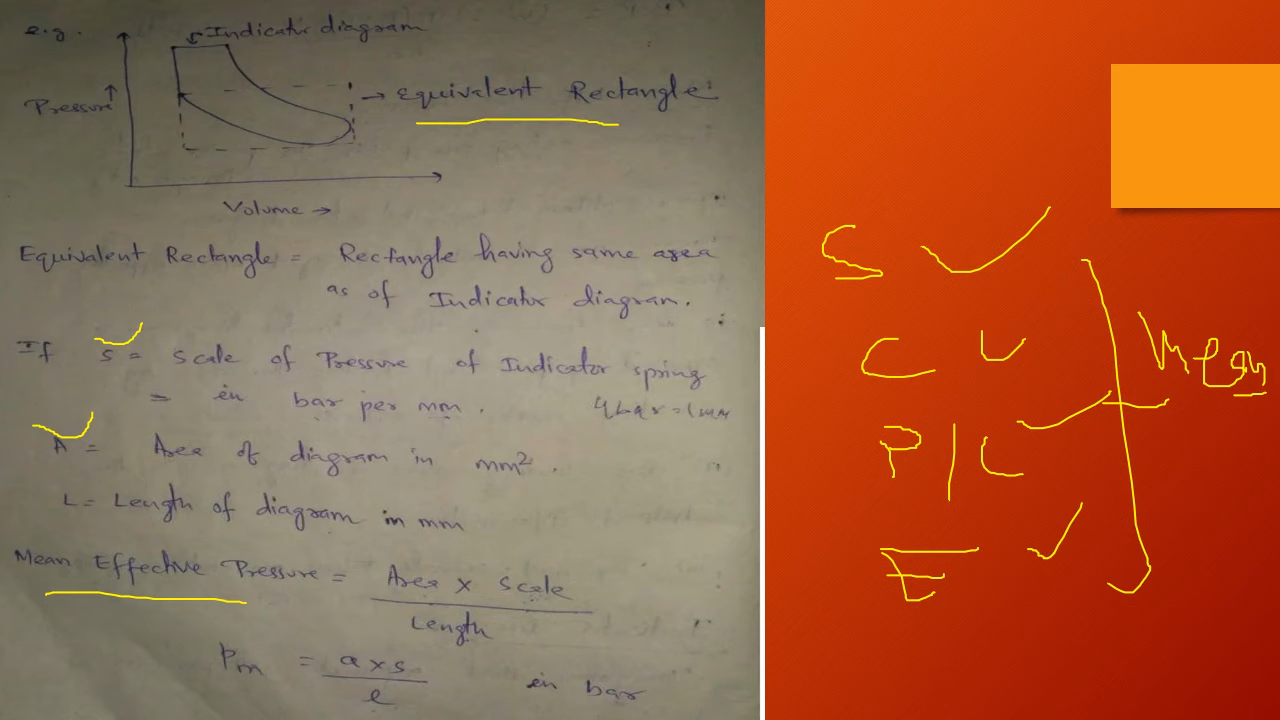 e.g.
Indicator diagram
Pressure ↑
→ Equivalent Rectangle
Volume →
Equivalent Rectangle = Rectangle having same area
as of Indicator diagram.
If s = Scale of Pressure of Indicator spring
= in bar per mm. 4bar = 1mm
A = Area of diagram in mm².
L = Length of diagram in mm
Mean Effective Pressure = Area × Scale
Length
Pm = a × s
l
in bar
S
C
P|C
E
Mean